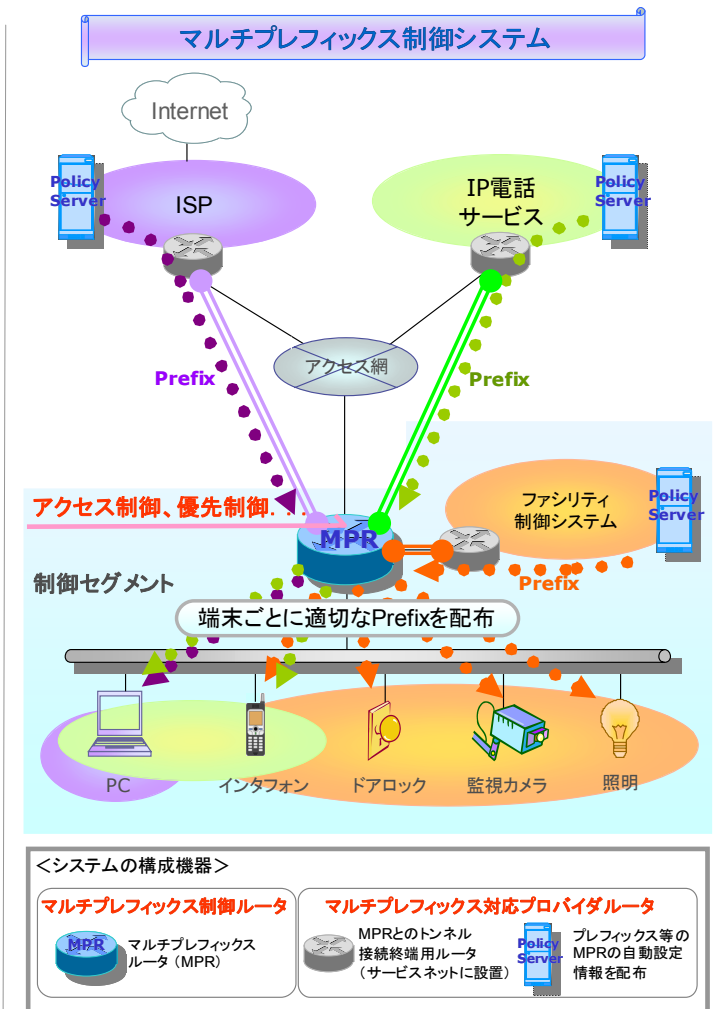 マルチプレフィックス制御システム
Internet
Policy
Server
ISP
IP電話
サービス
Policy
Server
アクセス網
Prefix
Prefix
アクセス制御、優先制御. . .
ファシリティ
制御システム
Policy
Server
MPR
Prefix
制御セグメント
端末ごとに適切なPrefixを配布
PC
インタフォン
ドアロック
監視カメラ
照明
＜システムの構成機器＞
マルチプレフィックス制御ルータ
MPR
マルチプレフィックス
ルータ（MPR）
マルチプレフィックス対応プロバイダルータ
MPRとのトンネル
接続終端用ルータ
（サービスネットに設置）
Policy
Server
プレフィックス等の
MPRの自動設定
情報を配布